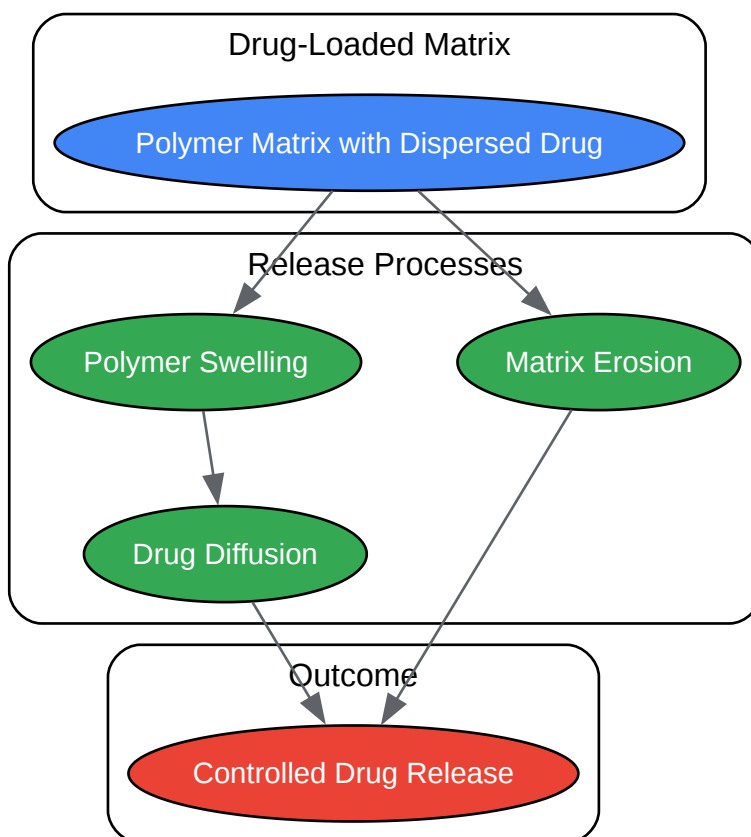 Drug-Loaded Matrix
Polymer Matrix with Dispersed Drug
Release Processes
Polymer Swelling
Matrix Erosion
Drug Diffusion
Outcome
Controlled Drug Release